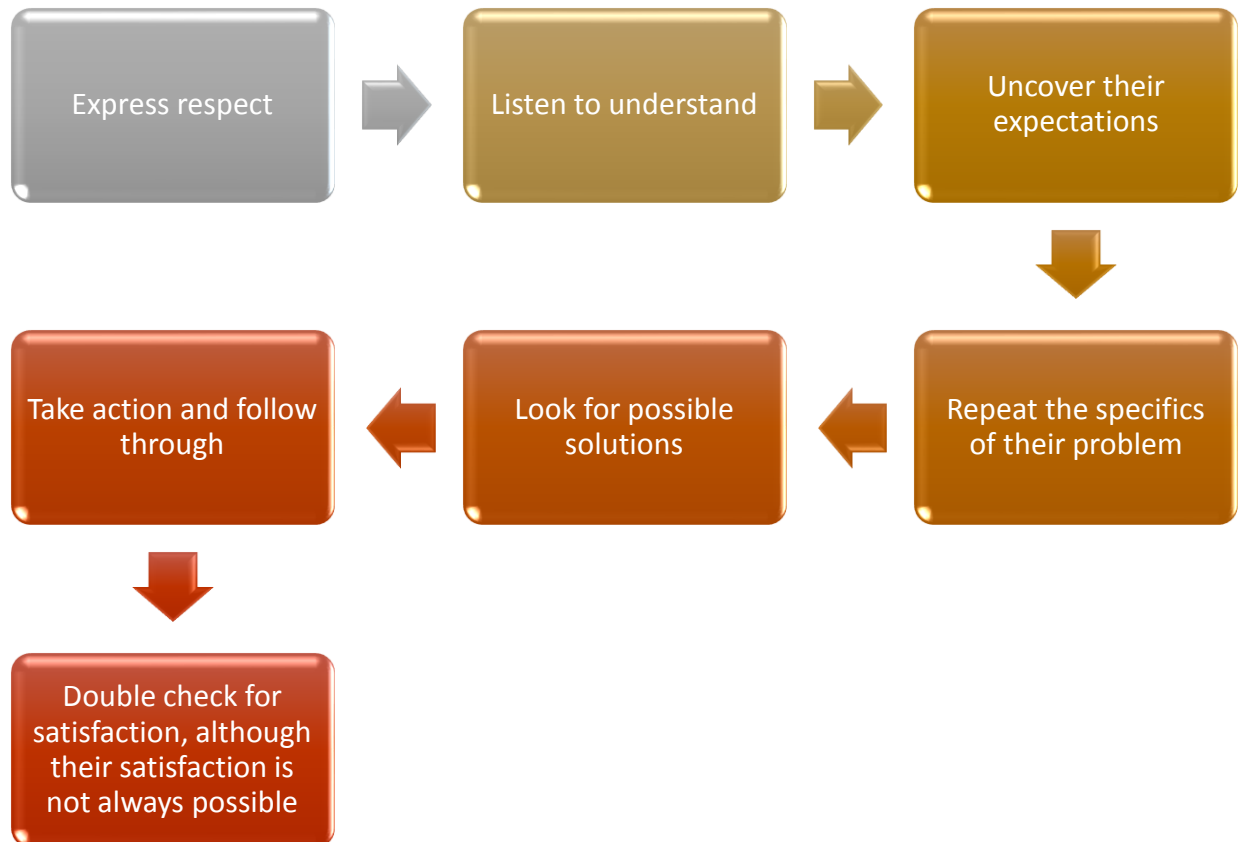 Express respect
Listen to understand
Uncover their
expectations
Repeat the specifics
of their problem
Look for possible
solutions
Take action and follow
through
Double check for
satisfaction, although
their satisfaction is
not always possible